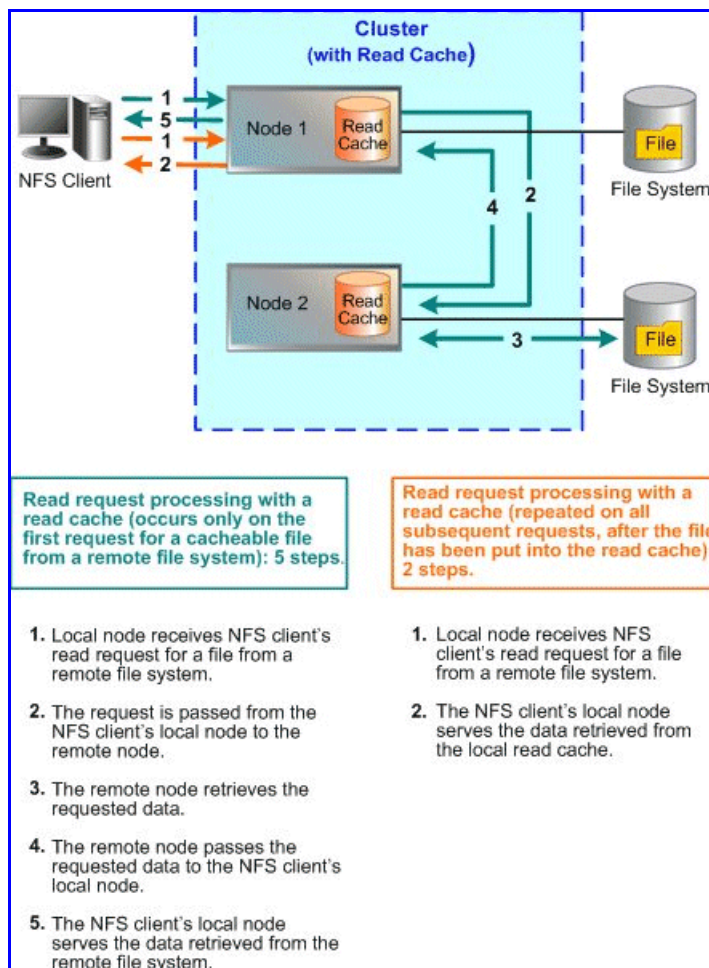 Cluster
(with Read Cache)
1
5
1
2
NFS Client
Node 1
Read
Cache
File
File System
2
4
Node 2
Read
Cache
3
File
File System
Read request processing with a
read cache (occurs only on the
first request for a cacheable file
from a remote file system): 5 steps.
1. Local node receives NFS client's
read request for a file from a
remote file system.
2. The request is passed from the
NFS client's local node to the
remote node.
3. The remote node retrieves the
requested data.
4. The remote node passes the
requested data to the NFS client's
local node.
5. The NFS client's local node
serves the data retrieved from the
remote file system.
Read request processing with a
read cache (repeated on all
subsequent requests, after the file
has been put into the read cache)
2 steps.
1. Local node receives NFS
client's read request for a file
from a remote file system.
2. The NFS client's local node
serves the data retrieved from
the local read cache.